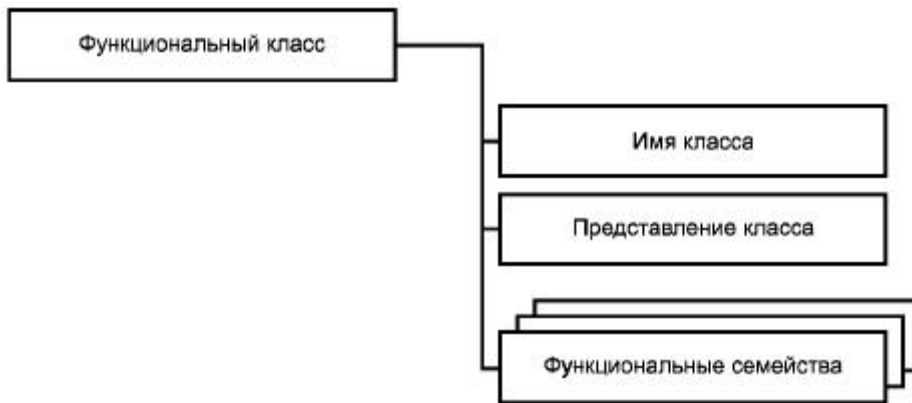 Функциональный класс
Имя класса
Представление класса
Функциональные семейства